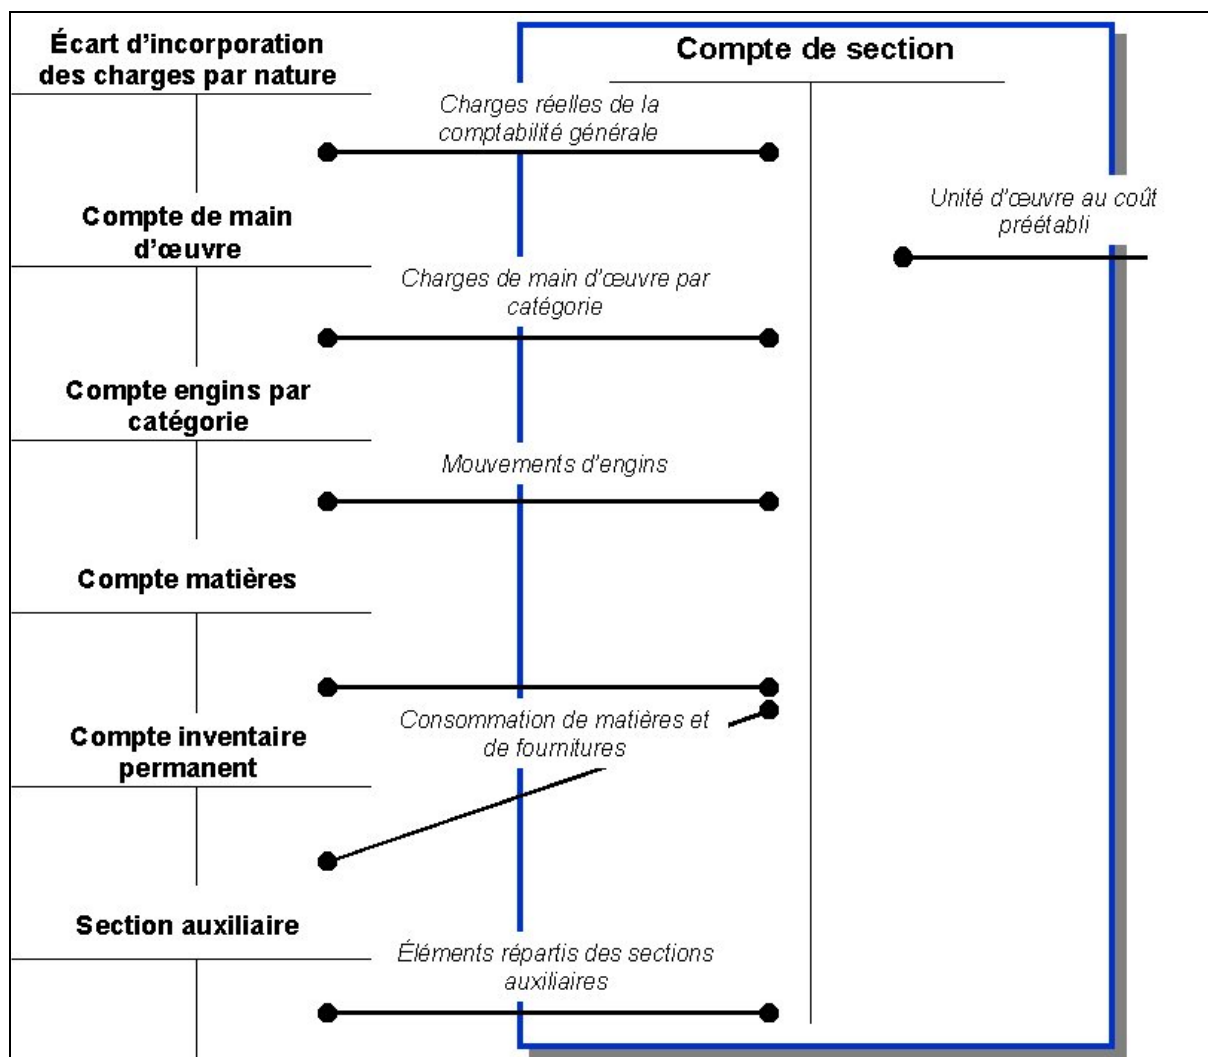 Écart d'incorporation
des charges par nature
Compte de section
Charges réelles de la
comptabilité générale
Unité d'œuvre au coût
préétabli
Compte de main
d'œuvre
Charges de main d'œuvre par
catégorie
Compte engins par
catégorie
Mouvements d'engins
Compte matières
Consommation de matières et
de fournitures
Compte inventaire
permanent
Section auxiliaire
Éléments répartis des sections
auxiliaires